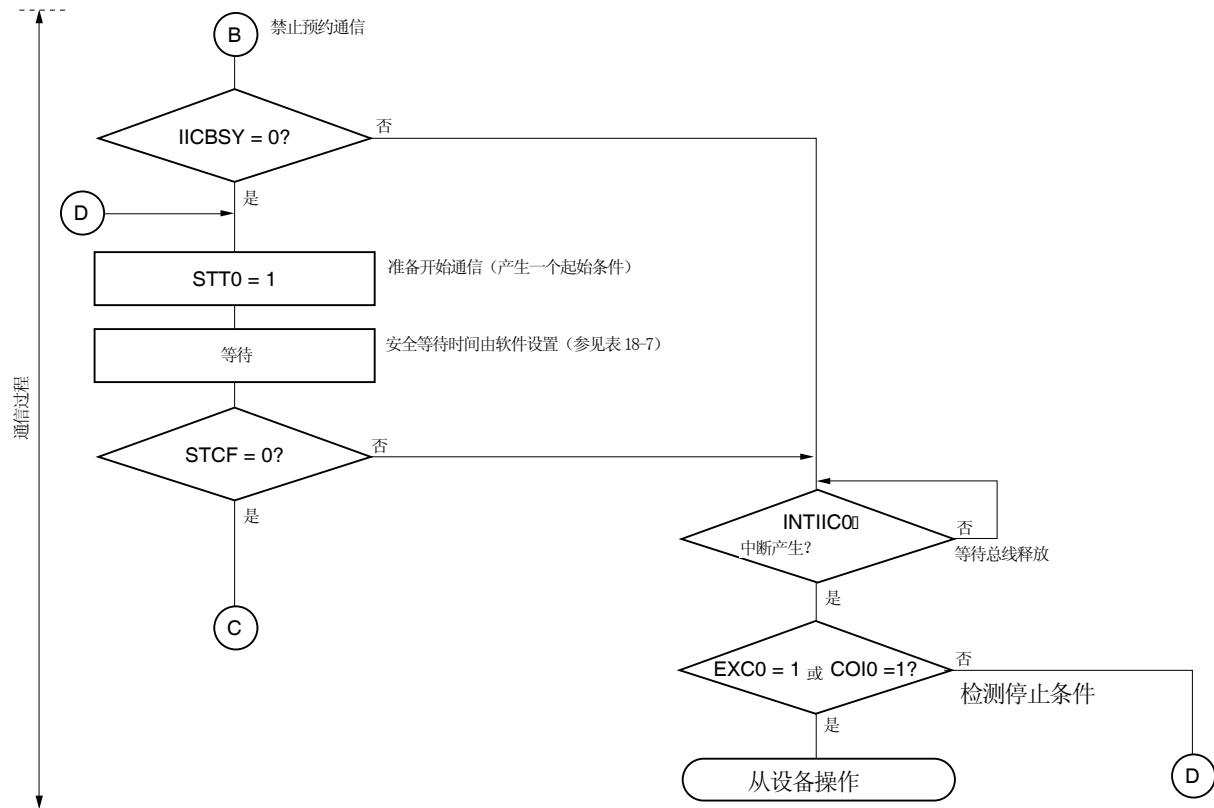 B
禁止预约通信
IICBSY = 0?
否
是
D
STT0 = 1
准备开始通信（产生一个起始条件）
等待
安全等待时间由软件设置（参见表 18-7）
通信过程
STCF = 0?
否
是
INTIIC0
中断产生?
否
等待总线释放
是
C
EXC0 = 1 或 COI0 =1?
否
检测停止条件
是
从设备操作
D